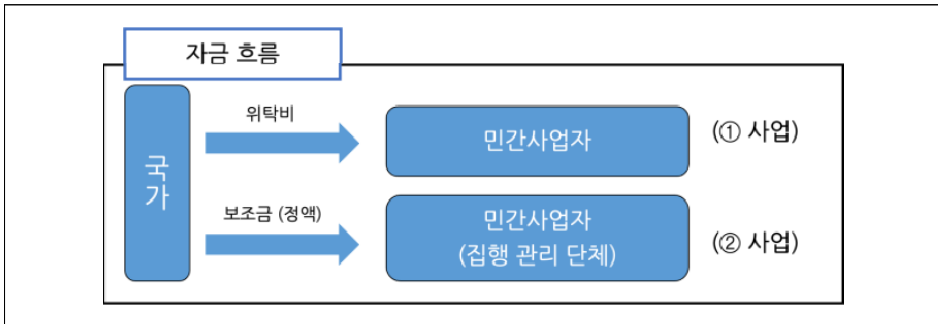 자금 흐름
국가
위탁비
민간사업자
(① 사업)
보조금 (정액)
민간사업자
(집행 관리 단체)
(② 사업)